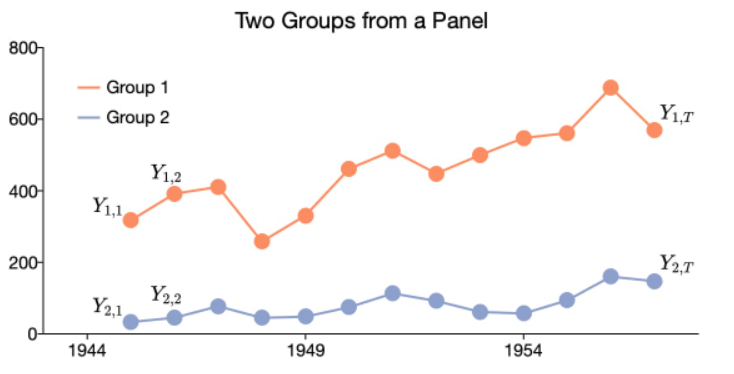 Two Groups from a Panel
800
Group 1
Group 2
600
Y1,T
Y1,2
400
Y1,1
200
Y2,T
Y2,2
Y2,1
0
1944 1949 1954